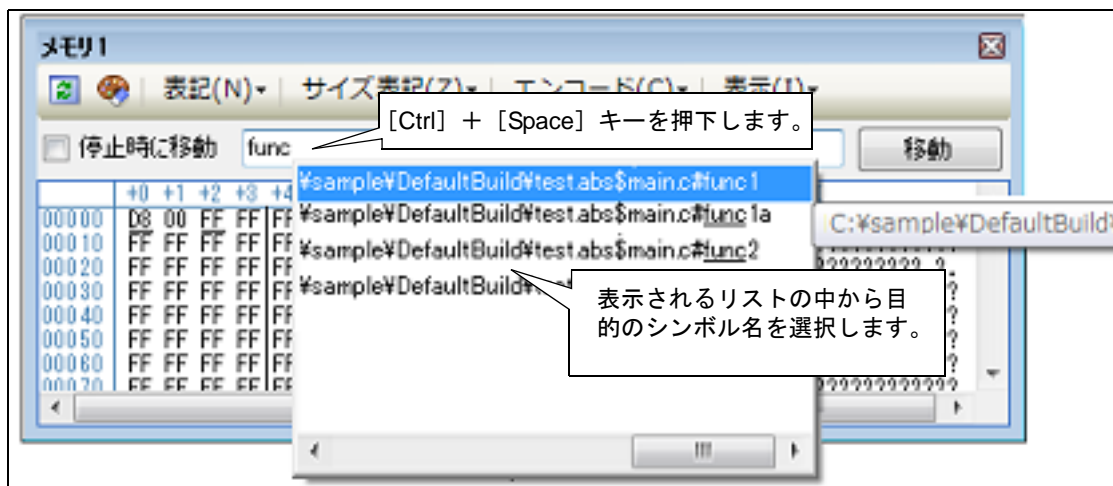 メモリ1
表記(N)▾ サイズ表記(Z)▾ エンコード(C)▾ 表示(I)▾
[Ctrl] + [Space] キーを押下します。
停止時に移動 func 移動
+0 +1 +2 +3 +4
¥sample¥DefaultBuild¥test.abs$main.c#func1
¥sample¥DefaultBuild¥test.abs$main.c#func1a
C:¥sample¥DefaultBuild¥
¥sample¥DefaultBuild¥test.abs$main.c#func2
¥sample¥DefaultBuild¥
表示されるリストの中から目
的のシンボル名を選択します。
00000 D8 00 FF FF FF
00010 FF FF FF FF FF
00020 FF FF FF FF FF
00030 FF FF FF FF FF
00040 FF FF FF FF FF
00050 FF FF FF FF FF
00060 FF FF FF FF FF
00070 FF FF FF FF FF